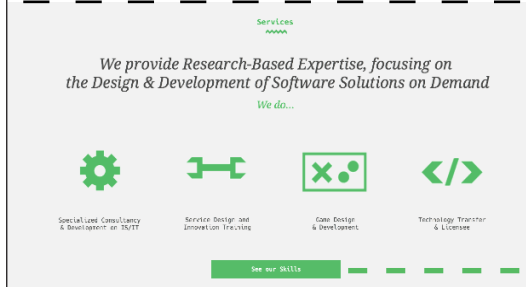 Services
We provide Research-Based Expertise, focusing on
the Design & Development of Software Solutions on Demand
We do...
Specialized Consultancy
& Development on IS/IT
Service Design and
Innovation Training
Game Design
& Development
Technology Transfer
& Licensee
See our Skills